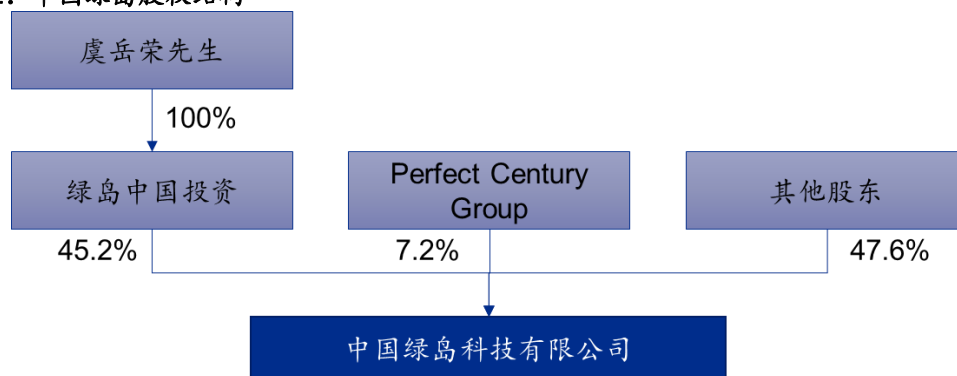 虞岳荣先生
100%
绿岛中国投资
Perfect Century
Group
其他股东
45.2%
7.2%
47.6%
中国绿岛科技有限公司